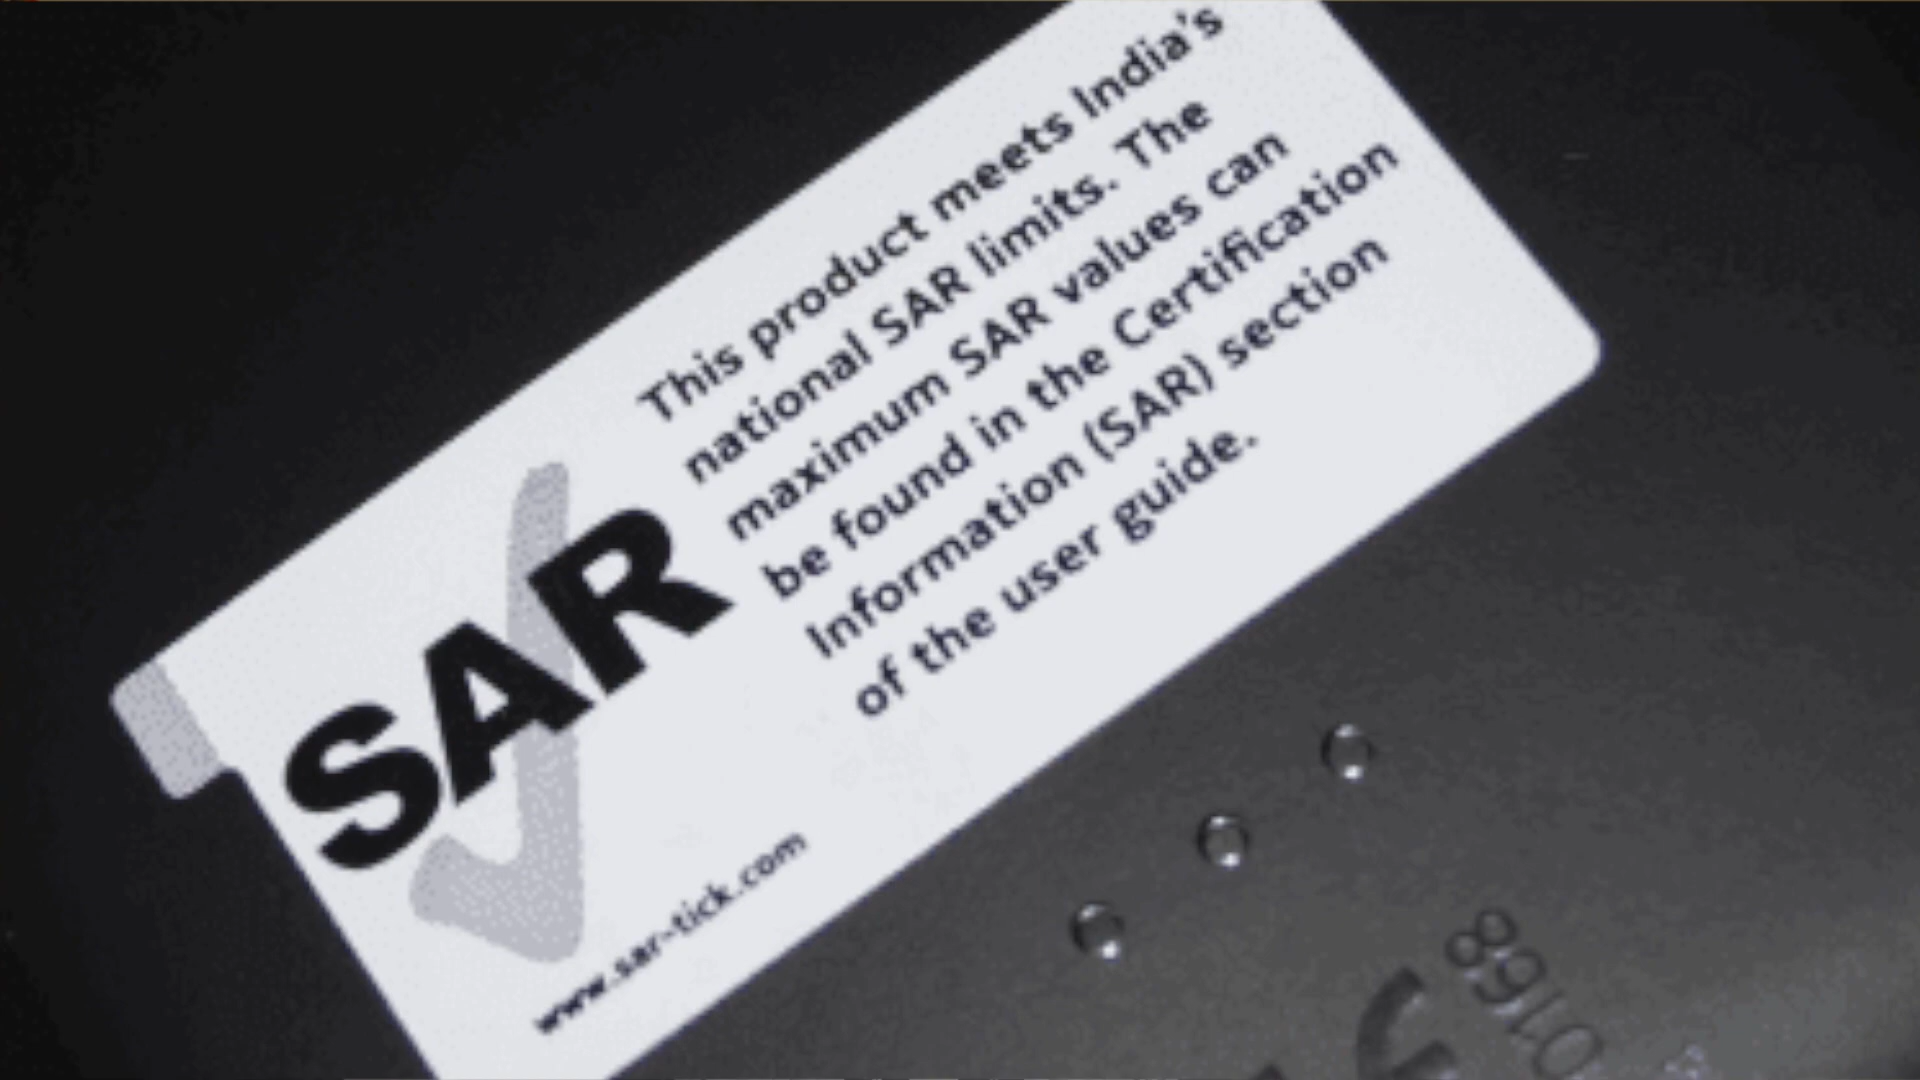 This product meets India's
national SAR limits. The
maximum SAR values can
be found in the Certification
Information (SAR) section
of the user guide.
SAR
www.sar-tick.com
0168